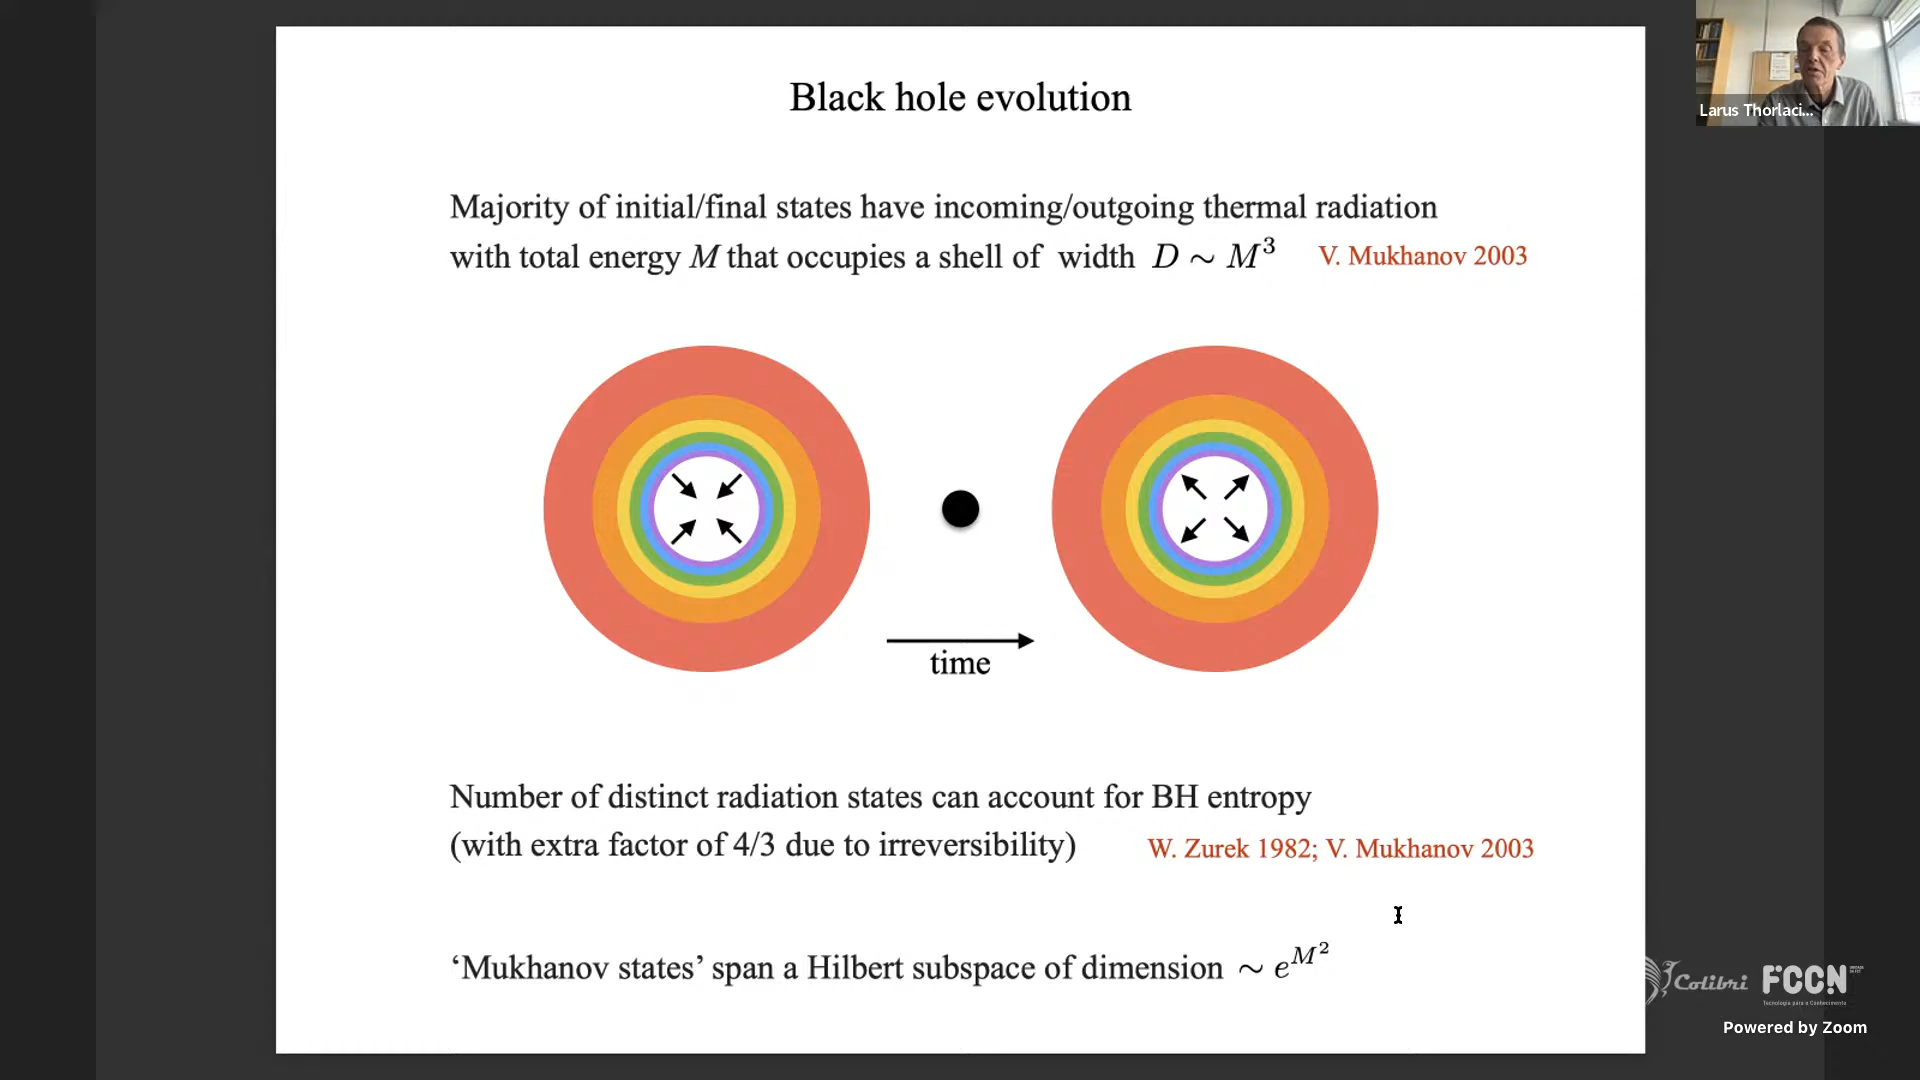 Black hole evolution
Larus Thorlaci...
Majority of initial/final states have incoming/outgoing thermal radiation
with total energy M that occupies a shell of width D ∼ M³ V. Mukhanov 2003
time
Number of distinct radiation states can account for BH entropy
(with extra factor of 4/3 due to irreversibility) W. Zurek 1982; V. Mukhanov 2003
‘Mukhanov states’ span a Hilbert subspace of dimension ∼ e^{M²}
Colibri FCCN
Tecnologia para o Conhecimento
Powered by Zoom